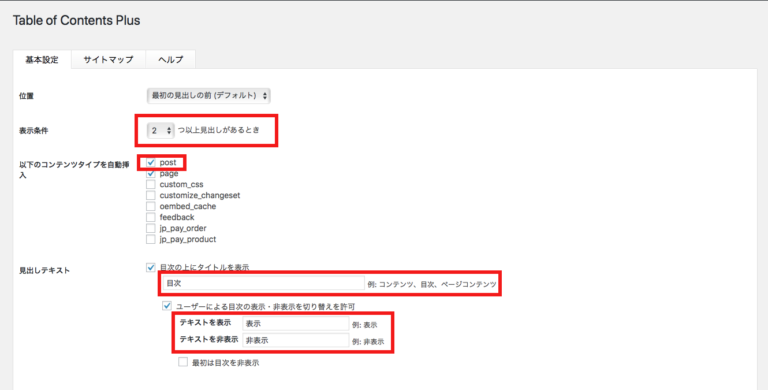 Table of Contents Plus
基本設定 サイトマップ ヘルプ
位置 最初の見出しの前 (デフォルト)
表示条件 2 つ以上見出しがあるとき
以下のコンテンツタイプを自動挿入
post
page
custom_css
customize_changeset
oembed_cache
feedback
jp_pay_order
jp_pay_product
見出しテキスト 目次の上にタイトルを表示
目次 例: コンテンツ、目次、ページコンテンツ
ユーザーによる目次の表示・非表示を切り替えを許可
テキストを表示 表示 例: 表示
テキストを非表示 非表示 例: 非表示
最初は目次を非表示